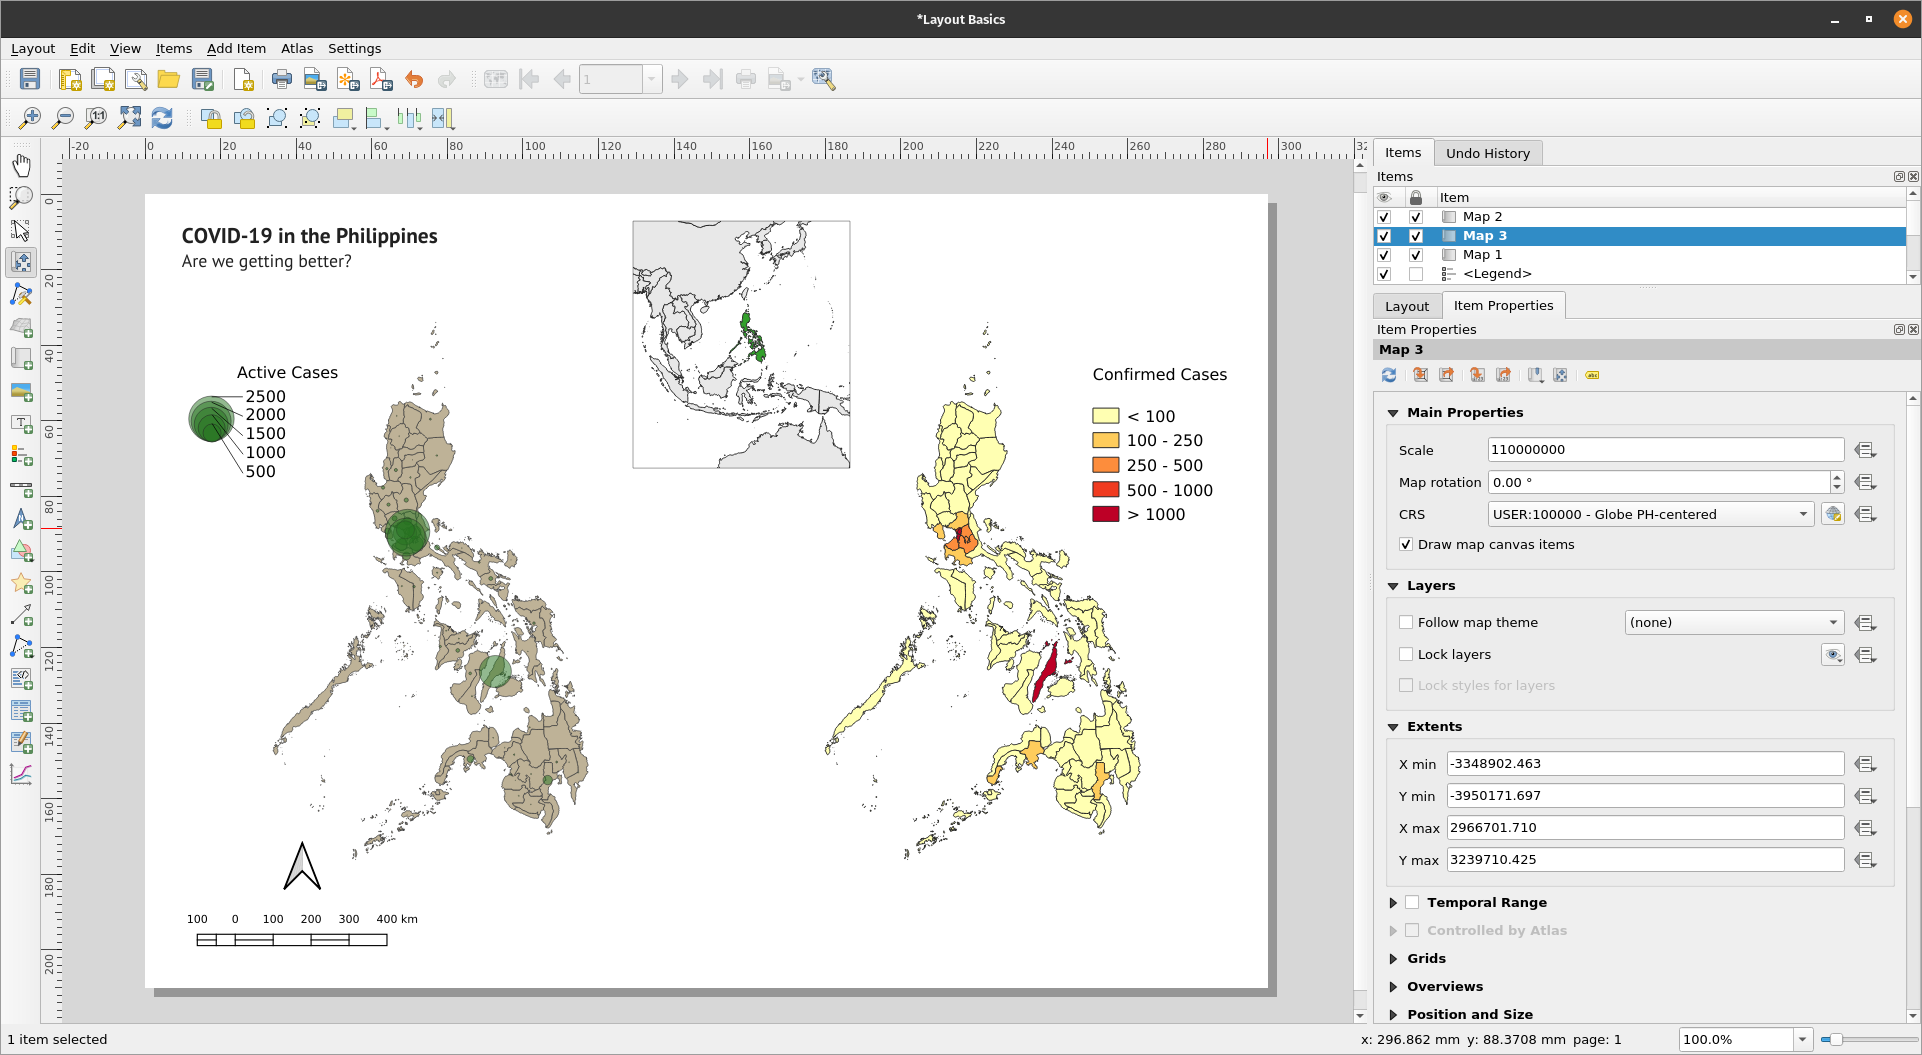 *Layout Basics
Layout Edit View Items Add Item Atlas Settings
1
-20 0 20 40 60 80 100 120 140 160 180 200 220 240 260 280 300 32
0
20
40
60
80
100
120
140
160
180
200
COVID-19 in the Philippines
Are we getting better?
Active Cases
2500
2000
1500
1000
500
Confirmed Cases
< 100
100 - 250
250 - 500
500 - 1000
> 1000
100 0 100 200 300 400 km
Items Undo History
Items
Item
Map 2
Map 3
Map 1
<Legend>
Layout Item Properties
Item Properties
Map 3
Main Properties
Scale 110000000
Map rotation 0.00 °
CRS USER:100000 - Globe PH-centered
Draw map canvas items
Layers
Follow map theme (none)
Lock layers
Lock styles for layers
Extents
X min -3348902.463
Y min -3950171.697
X max 2966701.710
Y max 3239710.425
Temporal Range
Controlled by Atlas
Grids
Overviews
Position and Size
1 item selected
x: 296.862 mm y: 88.3708 mm page: 1 100.0%